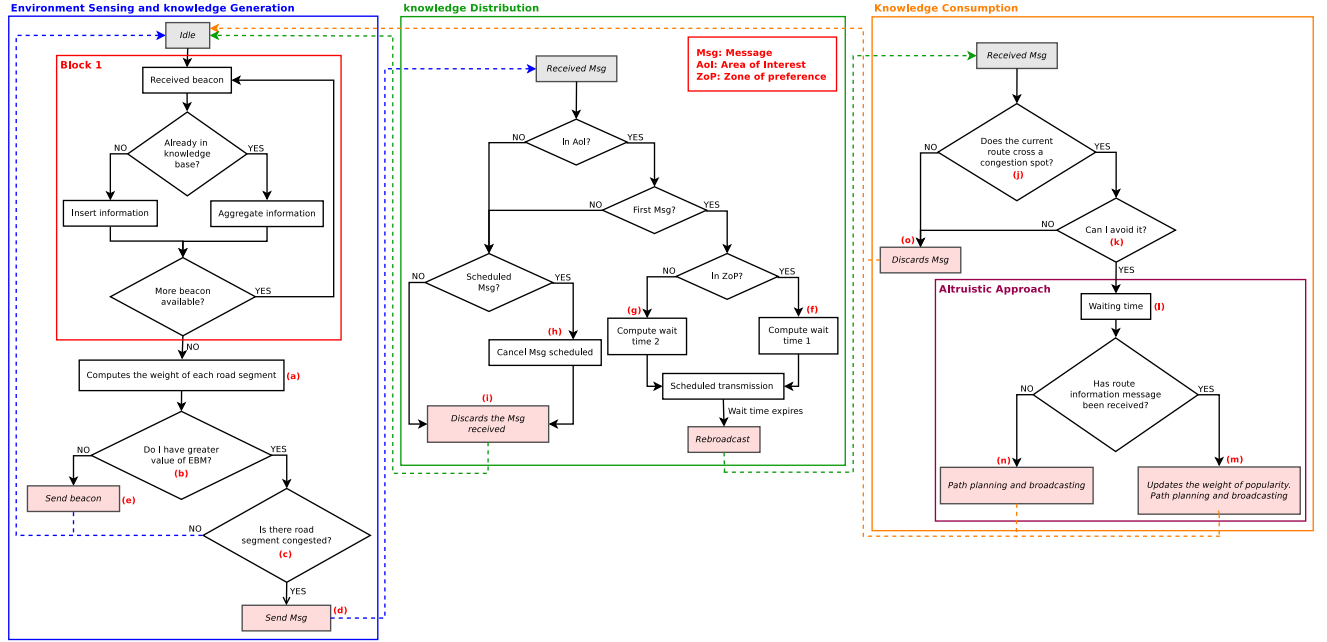 Environment Sensing and knowledge Generation
Idle
Block 1
Received beacon
Already in
knowledge
base?
NO
YES
Insert information
Aggregate information
More beacon
available?
YES
NO
Computes the weight of each road segment
(a)
Do I have greater
value of EBM?
(b)
NO
YES
Send beacon
(e)
Is there road
segment congested?
(c)
NO
YES
Send Msg
(d)
knowledge Distribution
Received Msg
Msg: Message
AoI: Area of Interest
ZoP: Zone of preference
In AoI?
NO
YES
First Msg?
NO
YES
Scheduled
Msg?
NO
YES
In ZoP?
NO
YES
(g)
Compute wait
time 2
(f)
Compute wait
time 1
(h)
Cancel Msg scheduled
Scheduled transmission
Wait time expires
(i)
Discards the Msg
received
Rebroadcast
Knowledge Consumption
Received Msg
Does the current
route cross a
congestion spot?
(j)
NO
YES
Can I avoid it?
(k)
NO
YES
(o)
Discards Msg
Altruistic Approach
Waiting time
(l)
Has route
information message
been received?
NO
YES
(n)
Path planning and broadcasting
(m)
Updates the weight of popularity.
Path planning and broadcasting